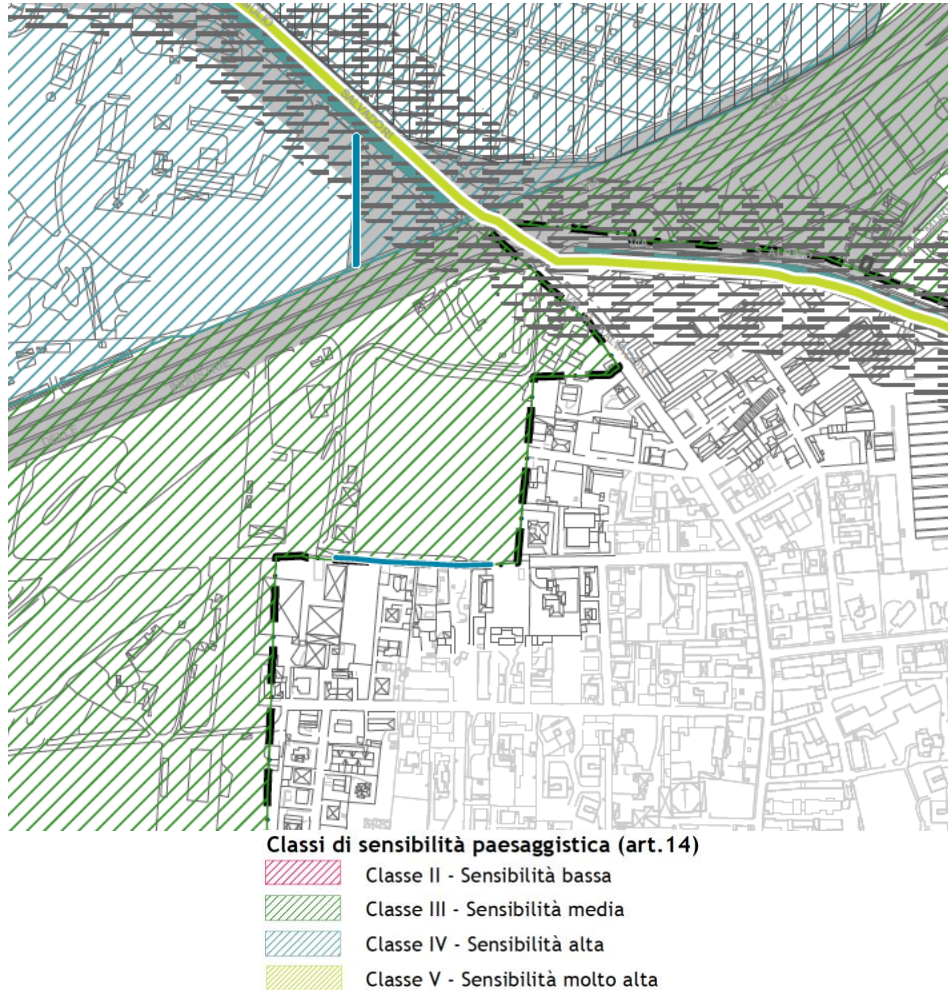 SALVADORI
Classi di sensibilità paesaggistica (art.14)
Classe II - Sensibilità bassa
Classe III - Sensibilità media
Classe IV - Sensibilità alta
Classe V - Sensibilità molto alta